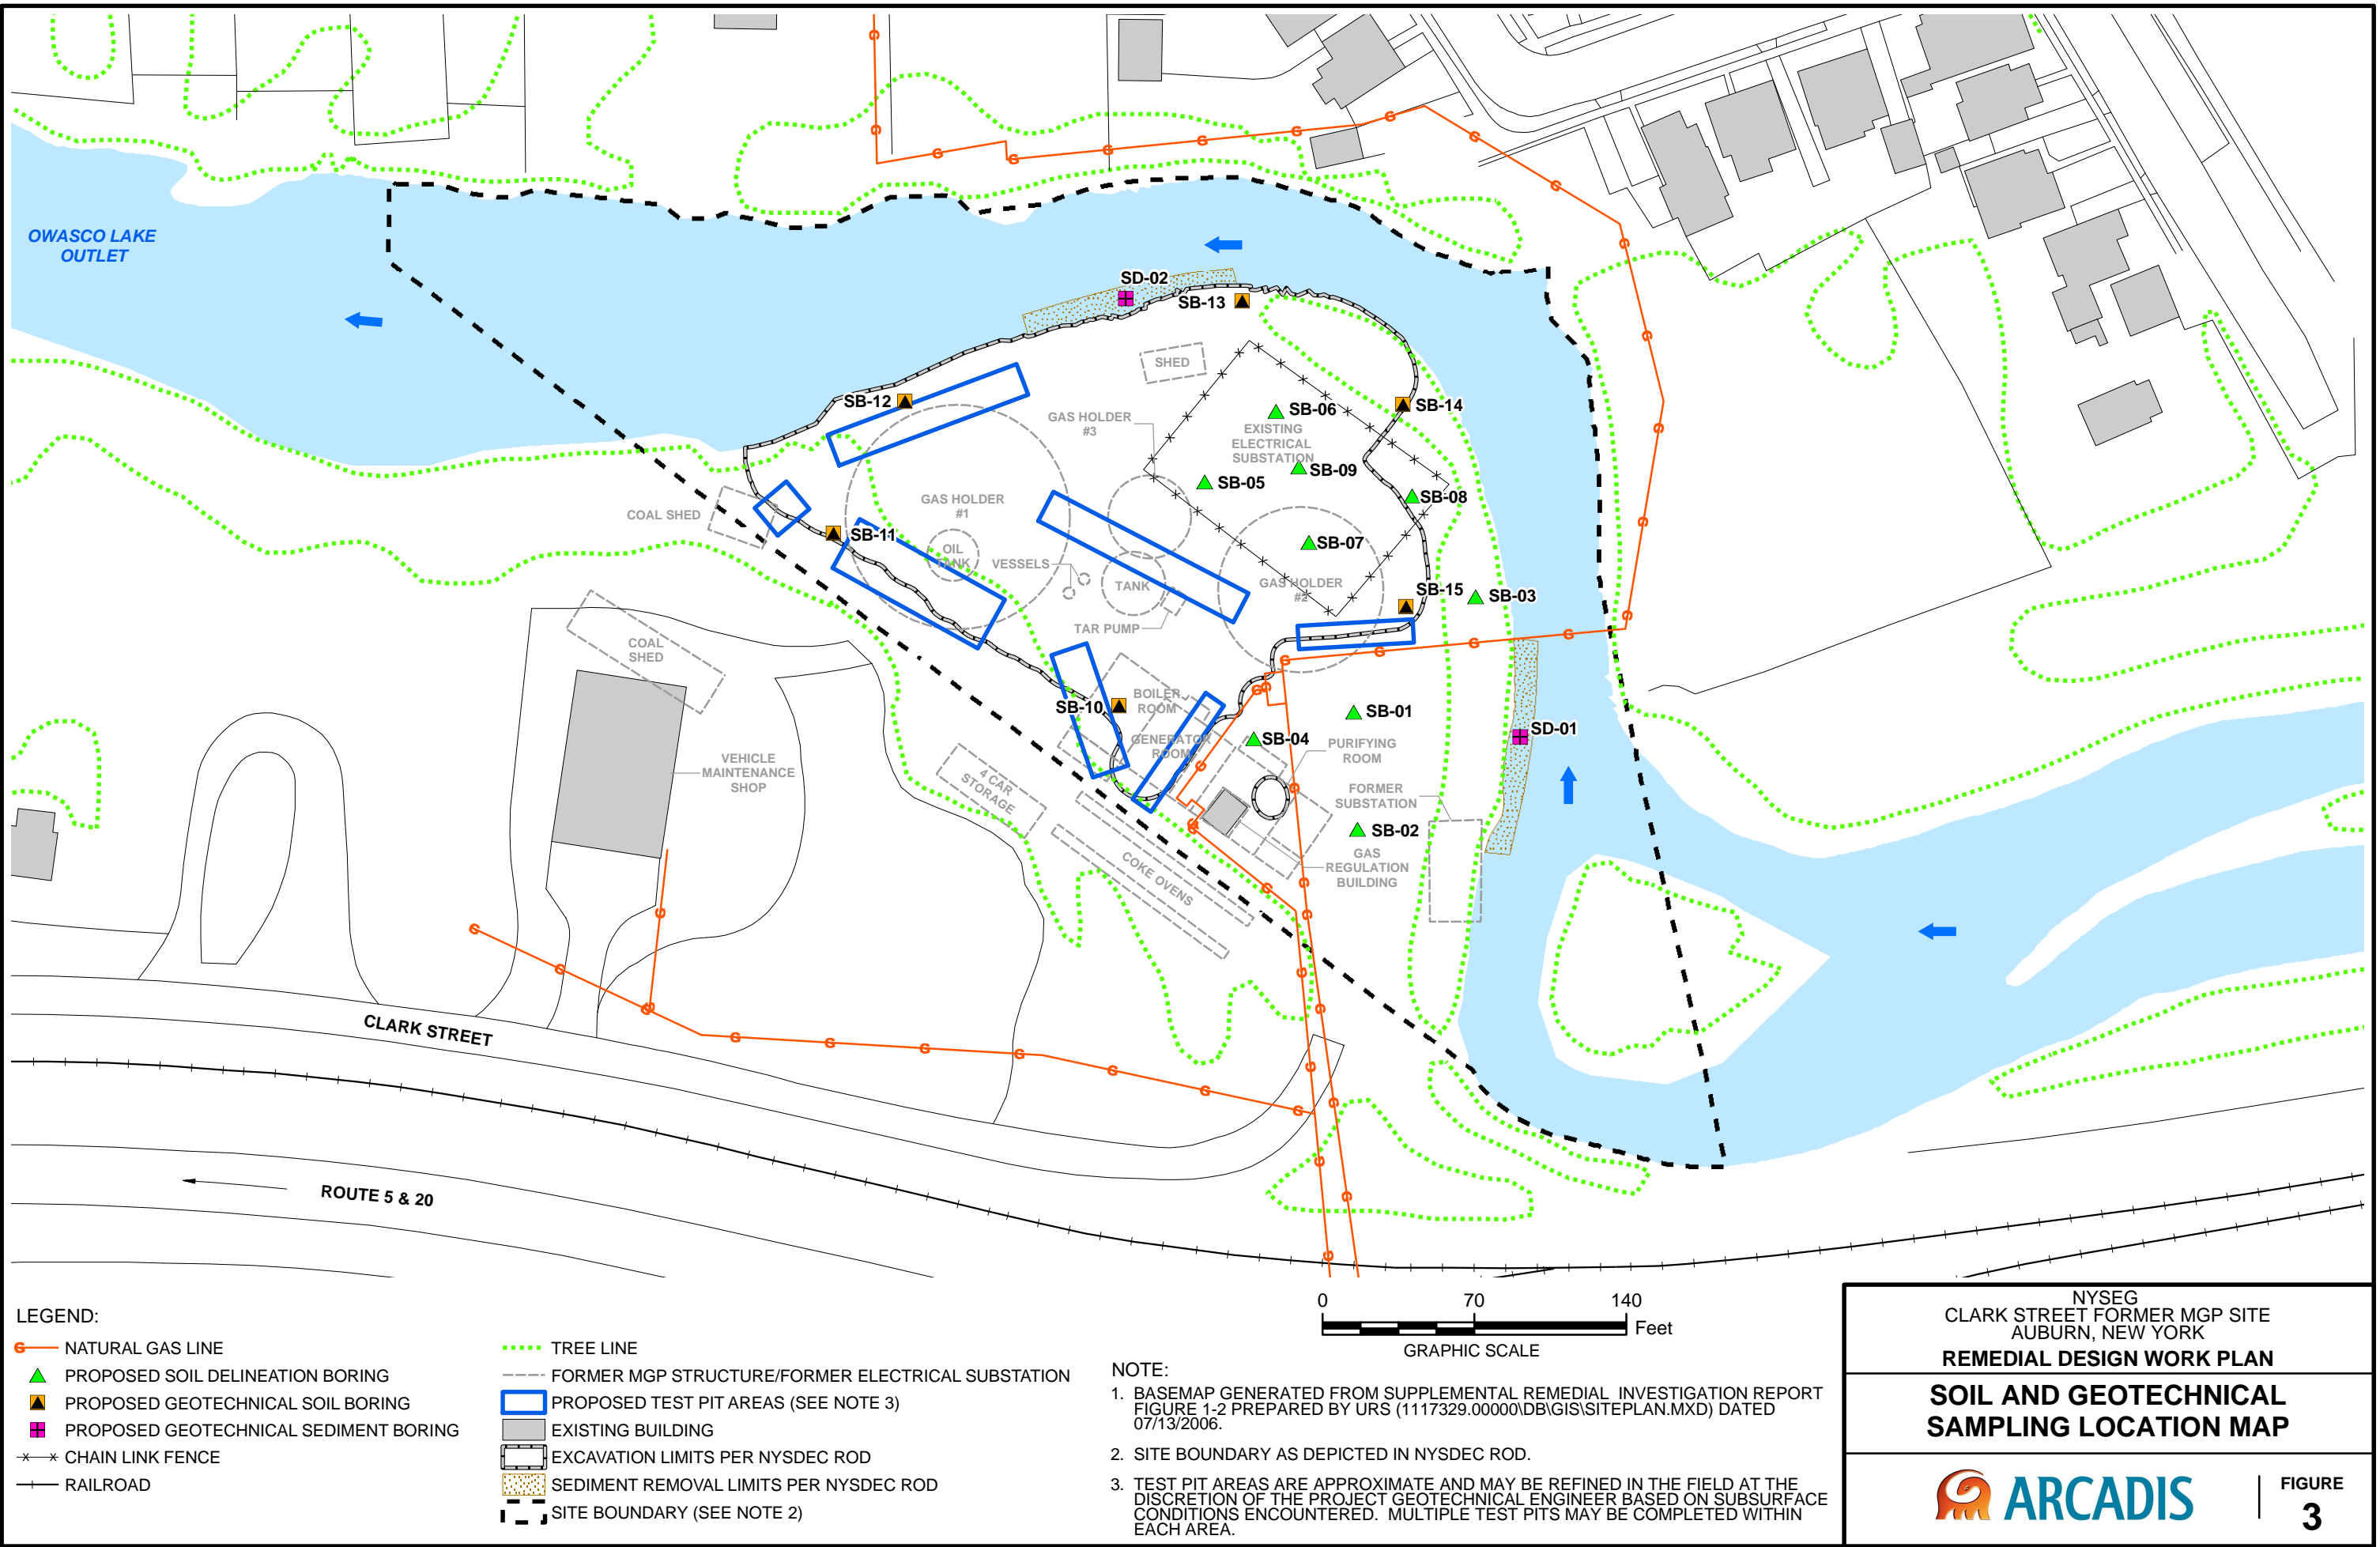 OWASCO LAKE
OUTLET
SD-02
SB-13
SHED
SB-12
SB-14
SB-06
GAS HOLDER
#3
EXISTING
ELECTRICAL
SUBSTATION
SB-09
SB-05
SB-08
GAS HOLDER
#1
COAL SHED
SB-11
OIL
TANK
VESSELS
SB-07
TANK
GAS HOLDER
#2
SB-15
SB-03
TAR PUMP
COAL
SHED
BOILER
ROOM
SB-10
SB-01
SD-01
GENERATOR
ROOM
SB-04
PURIFYING
ROOM
VEHICLE
MAINTENANCE
SHOP
4 CAR
STORAGE
FORMER
SUBSTATION
SB-02
COKE OVENS
GAS
REGULATION
BUILDING
CLARK STREET
ROUTE 5 & 20
LEGEND:
G NATURAL GAS LINE
PROPOSED SOIL DELINEATION BORING
PROPOSED GEOTECHNICAL SOIL BORING
PROPOSED GEOTECHNICAL SEDIMENT BORING
CHAIN LINK FENCE
RAILROAD
TREE LINE
FORMER MGP STRUCTURE/FORMER ELECTRICAL SUBSTATION
PROPOSED TEST PIT AREAS (SEE NOTE 3)
EXISTING BUILDING
EXCAVATION LIMITS PER NYSDEC ROD
SEDIMENT REMOVAL LIMITS PER NYSDEC ROD
SITE BOUNDARY (SEE NOTE 2)
0 70 140
Feet
GRAPHIC SCALE
NOTE:
1. BASEMAP GENERATED FROM SUPPLEMENTAL REMEDIAL INVESTIGATION REPORT
FIGURE 1-2 PREPARED BY URS (1117329.00000\DB\GIS\SITEPLAN.MXD) DATED
07/13/2006.
2. SITE BOUNDARY AS DEPICTED IN NYSDEC ROD.
3. TEST PIT AREAS ARE APPROXIMATE AND MAY BE REFINED IN THE FIELD AT THE
DISCRETION OF THE PROJECT GEOTECHNICAL ENGINEER BASED ON SUBSURFACE
CONDITIONS ENCOUNTERED. MULTIPLE TEST PITS MAY BE COMPLETED WITHIN
EACH AREA.
NYSEG
CLARK STREET FORMER MGP SITE
AUBURN, NEW YORK
REMEDIAL DESIGN WORK PLAN
SOIL AND GEOTECHNICAL
SAMPLING LOCATION MAP
ARCADIS
FIGURE
3